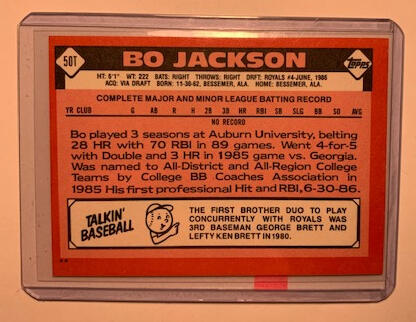 50T
BO JACKSON
Topps
HT: 6'1" WT: 222 BATS: RIGHT THROWS: RIGHT DRFT: ROYALS #4-JUNE, 1986
ACQ: VIA DRAFT BORN: 11-30-62, BESSEMER, ALA. HOME: BESSEMER, ALA.
COMPLETE MAJOR AND MINOR LEAGUE BATTING RECORD
YR CLUB G AB R H 2B 3B HR RBI SB SLG BB SO AVG
NO RECORD
Bo played 3 seasons at Auburn University, belting
28 HR with 70 RBI in 89 games. Went 4-for-5
with Double and 3 HR in 1985 game vs. Georgia.
Was named to All-District and All-Region College
Teams by College BB Coaches Association in
1985 His first professional Hit and RBI, 6-30-86.
TALKIN'
BASEBALL
THE FIRST BROTHER DUO TO PLAY
CONCURRENTLY WITH ROYALS WAS
3RD BASEMAN GEORGE BRETT AND
LEFTY KEN BRETT IN 1980.